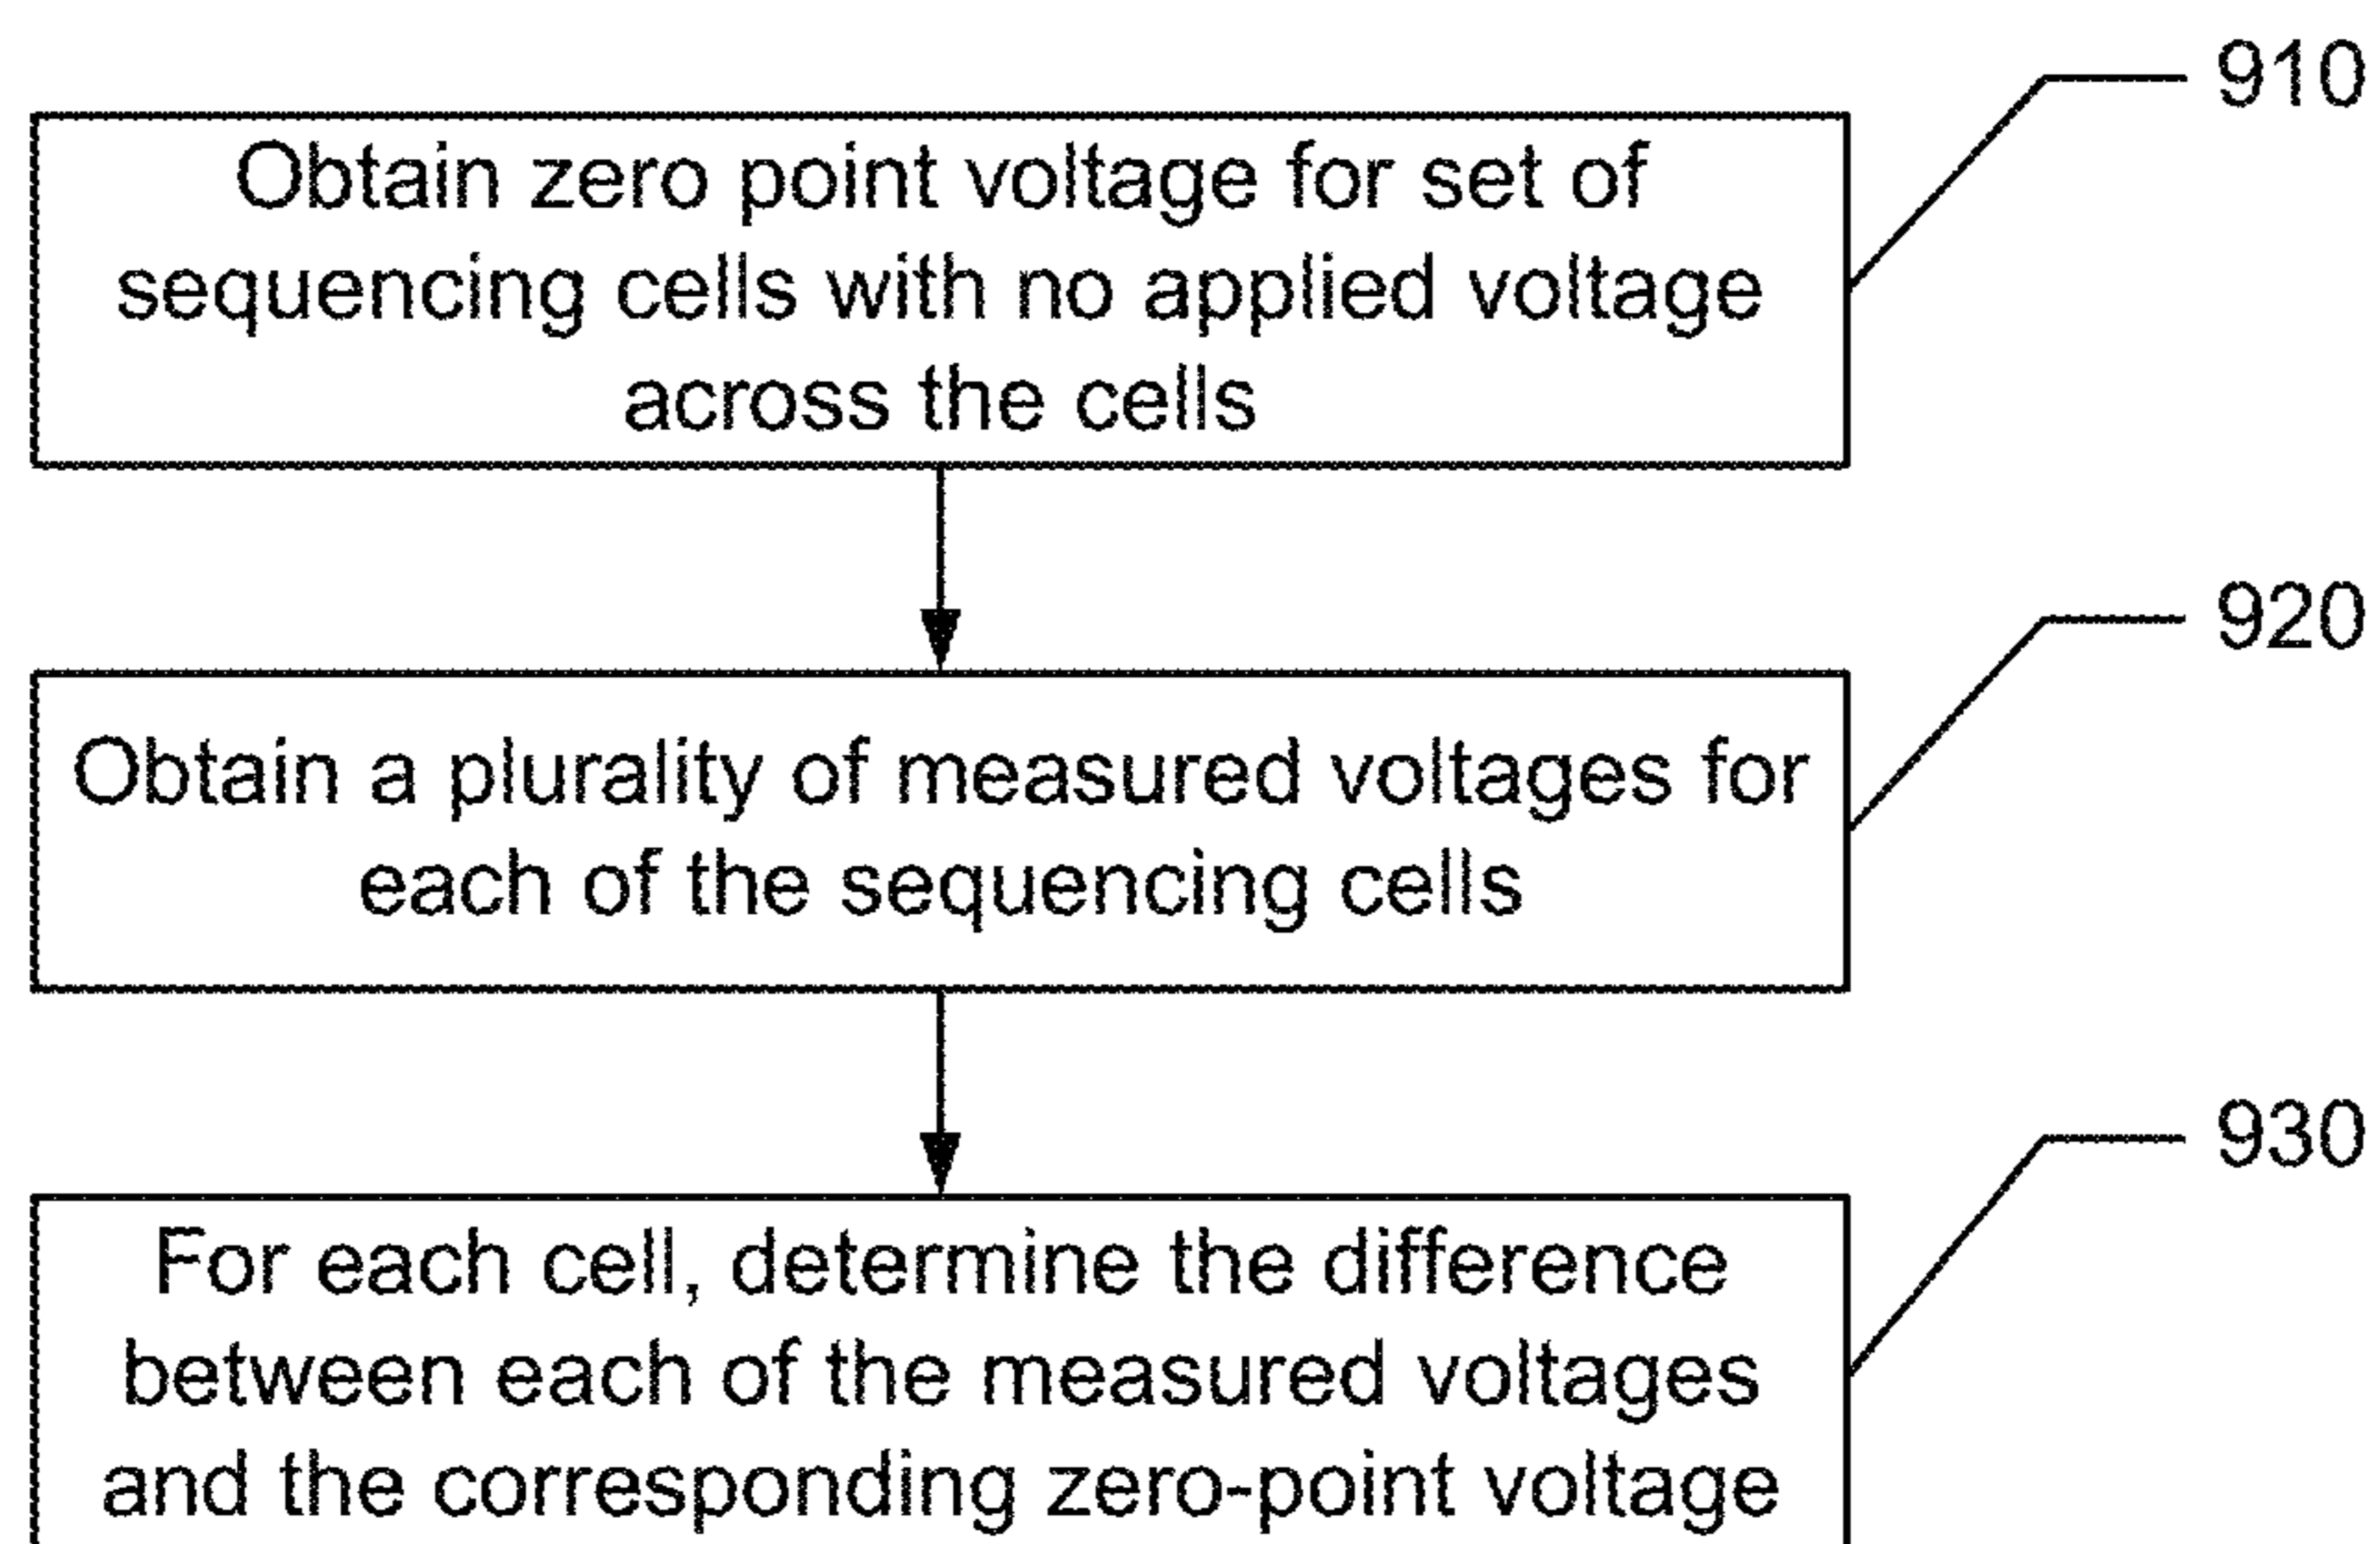 910
Obtain zero point voltage for set of
sequencing cells with no applied voltage
across the cells
920
Obtain a plurality of measured voltages for
each of the sequencing cells
930
For each cell, determine the difference
between each of the measured voltages
and the corresponding zero-point voltage